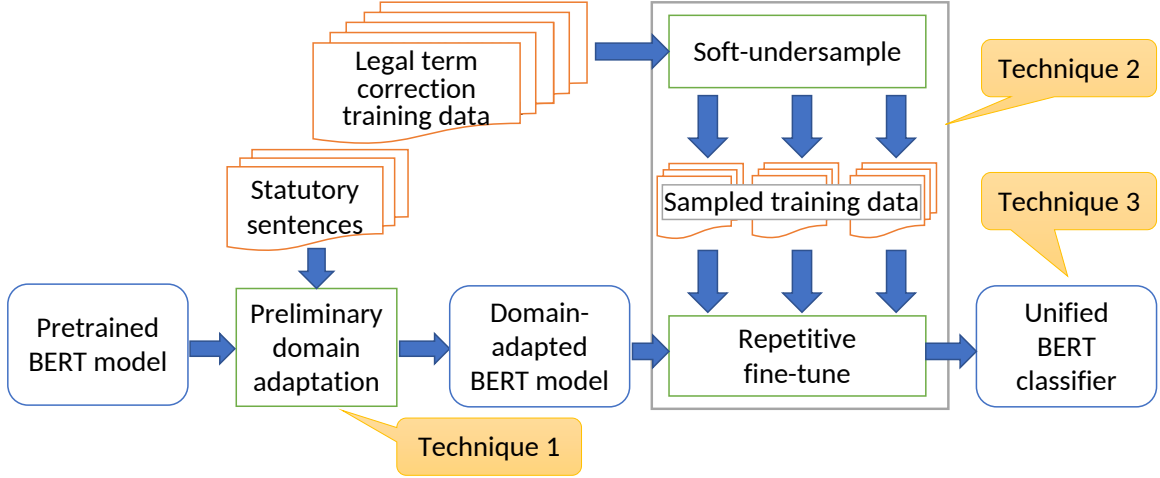 Legal term
correction
training data
Soft-undersample
Technique 2
Statutory
sentences
Sampled training data
Technique 3
Pretrained
BERT model
Preliminary
domain
adaptation
Domain-
adapted
BERT model
Repetitive
fine-tune
Unified
BERT
classifier
Technique 1